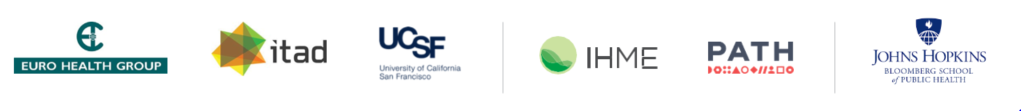 EURO HEALTH GROUP
itad
UCSF
University of California
San Francisco
IHME
PATH
JOHNS HOPKINS
BLOOMBERG SCHOOL
of PUBLIC HEALTH